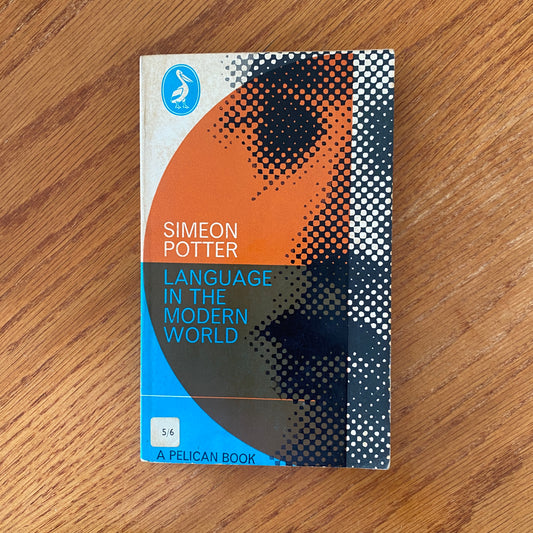 SIMEON
POTTER
LANGUAGE
IN THE
MODERN
WORLD
5/6
A PELICAN BOOK